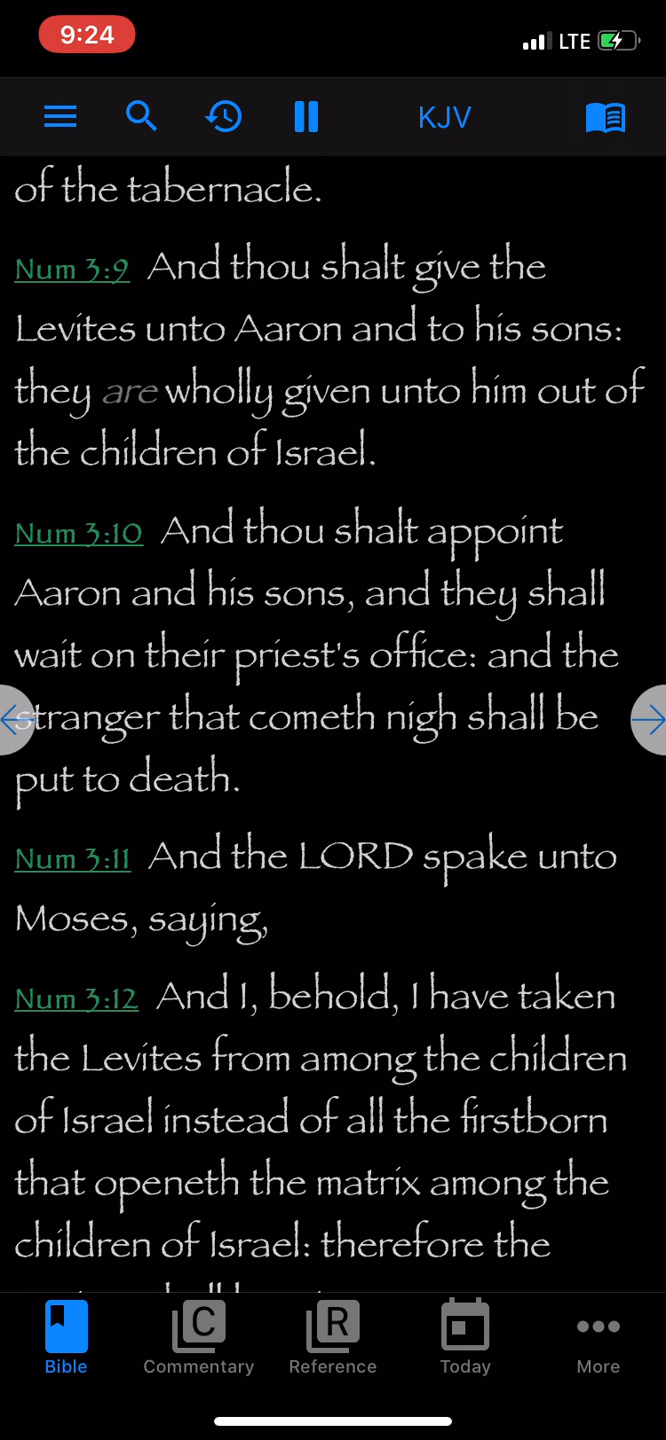 9:24
LTE
KJV
of the tabernacle.
Num 3:9 And thou shalt give the
Levites unto Aaron and to his sons:
they are wholly given unto him out of
the children of Israel.
Num 3:10 And thou shalt appoint
Aaron and his sons, and they shall
wait on their priest's office: and the
stranger that cometh nigh shall be
put to death.
Num 3:11 And the LORD spake unto
Moses, saying,
Num 3:12 And I, behold, I have taken
the Levites from among the children
of Israel instead of all the firstborn
that openeth the matrix among the
children of Israel: therefore the
C
R
Bible
Commentary
Reference
Today
More